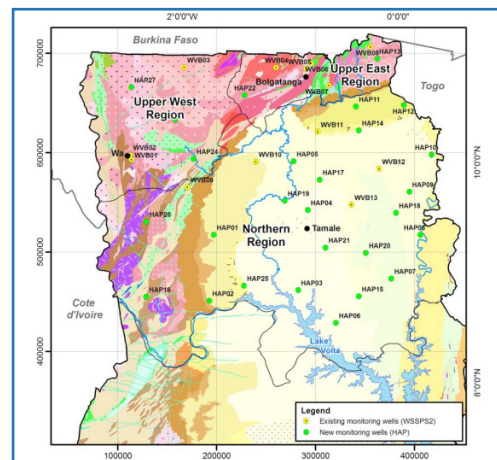 2°0'0"W
0°0'0"
Burkina Faso
700000
WVB03
WVB04
WVB05
WVB08
HAP13
WVB06
Bolgatanga
Upper East
Region
Togo
HAP27
HAP22
WVB07
HAP11
HAP12
Upper West
Region
WVB11
HAP14
WVB02
Wa
WVB01
HAP24
WVB10
HAP05
HAP10
600000
WVB12
HAP17
WVB09
HAP09
HAP19
HAP04
WVB13
HAP18
HAP26
HAP01
Northern
Region
Tamale
HAP08
HAP21
HAP20
500000
HAP25
HAP03
HAP07
HAP16
HAP02
HAP15
Cote
d'Ivoire
HAP06
Lake
Volta
400000
8°0'0"N
Legend
Existing monitoring wells (WSSPS2)
New monitoring wells (HAP)
100000
200000
300000
400000